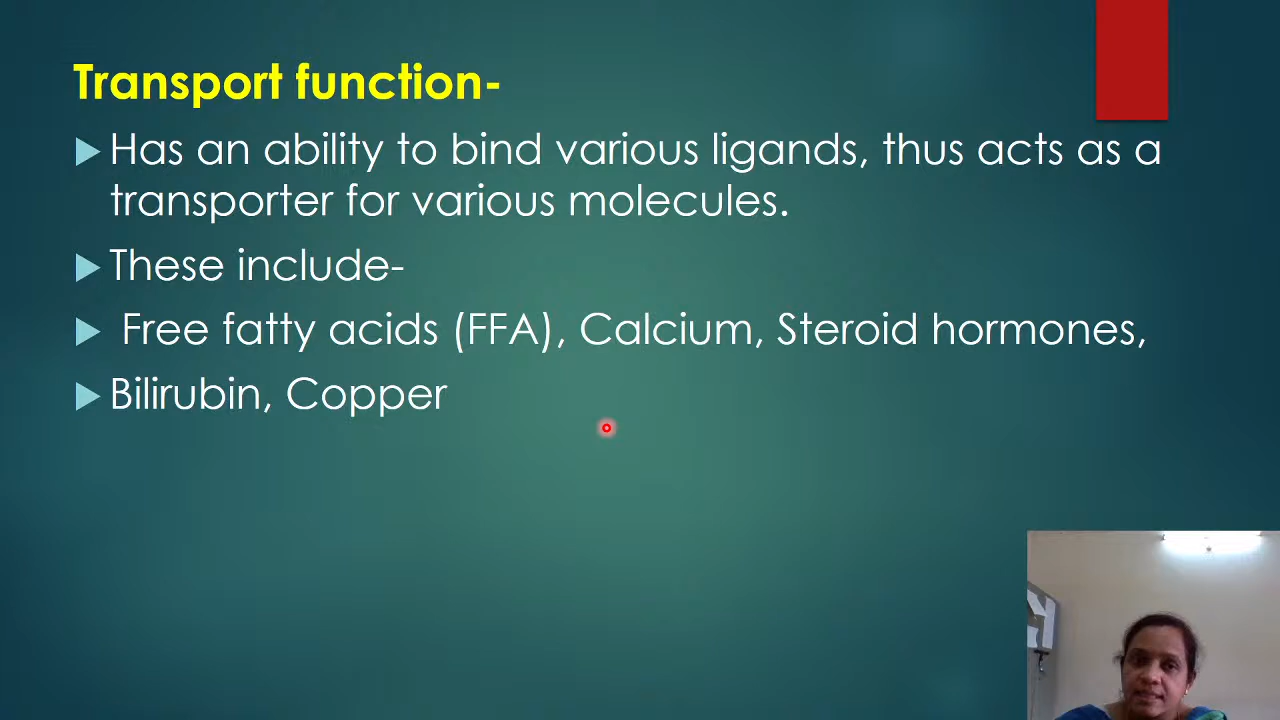 Transport function-
Has an ability to bind various ligands, thus acts as a
transporter for various molecules.
These include-
Free fatty acids (FFA), Calcium, Steroid hormones,
Bilirubin, Copper